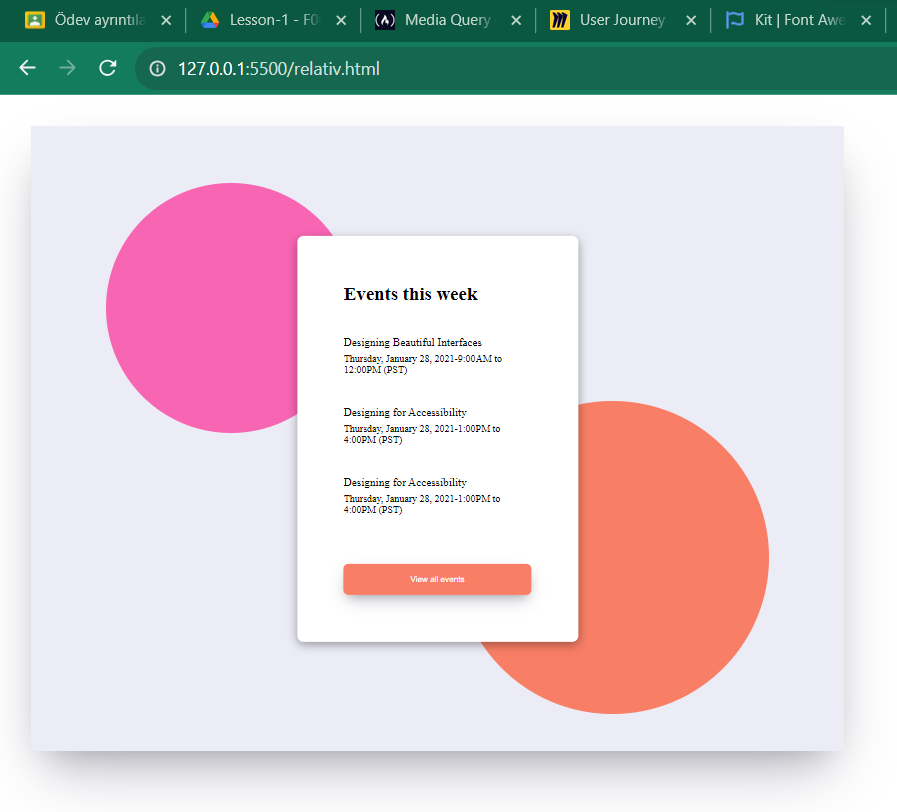 Ödev ayrıntıla
Lesson-1 - F0
Media Query
User Journey
Kit | Font Awe
127.0.0.1:5500/relativ.html
Events this week
Designing Beautiful Interfaces
Thursday, January 28, 2021-9:00AM to
12:00PM (PST)
Designing for Accessibility
Thursday, January 28, 2021-1:00PM to
4:00PM (PST)
Designing for Accessibility
Thursday, January 28, 2021-1:00PM to
4:00PM (PST)
View all events